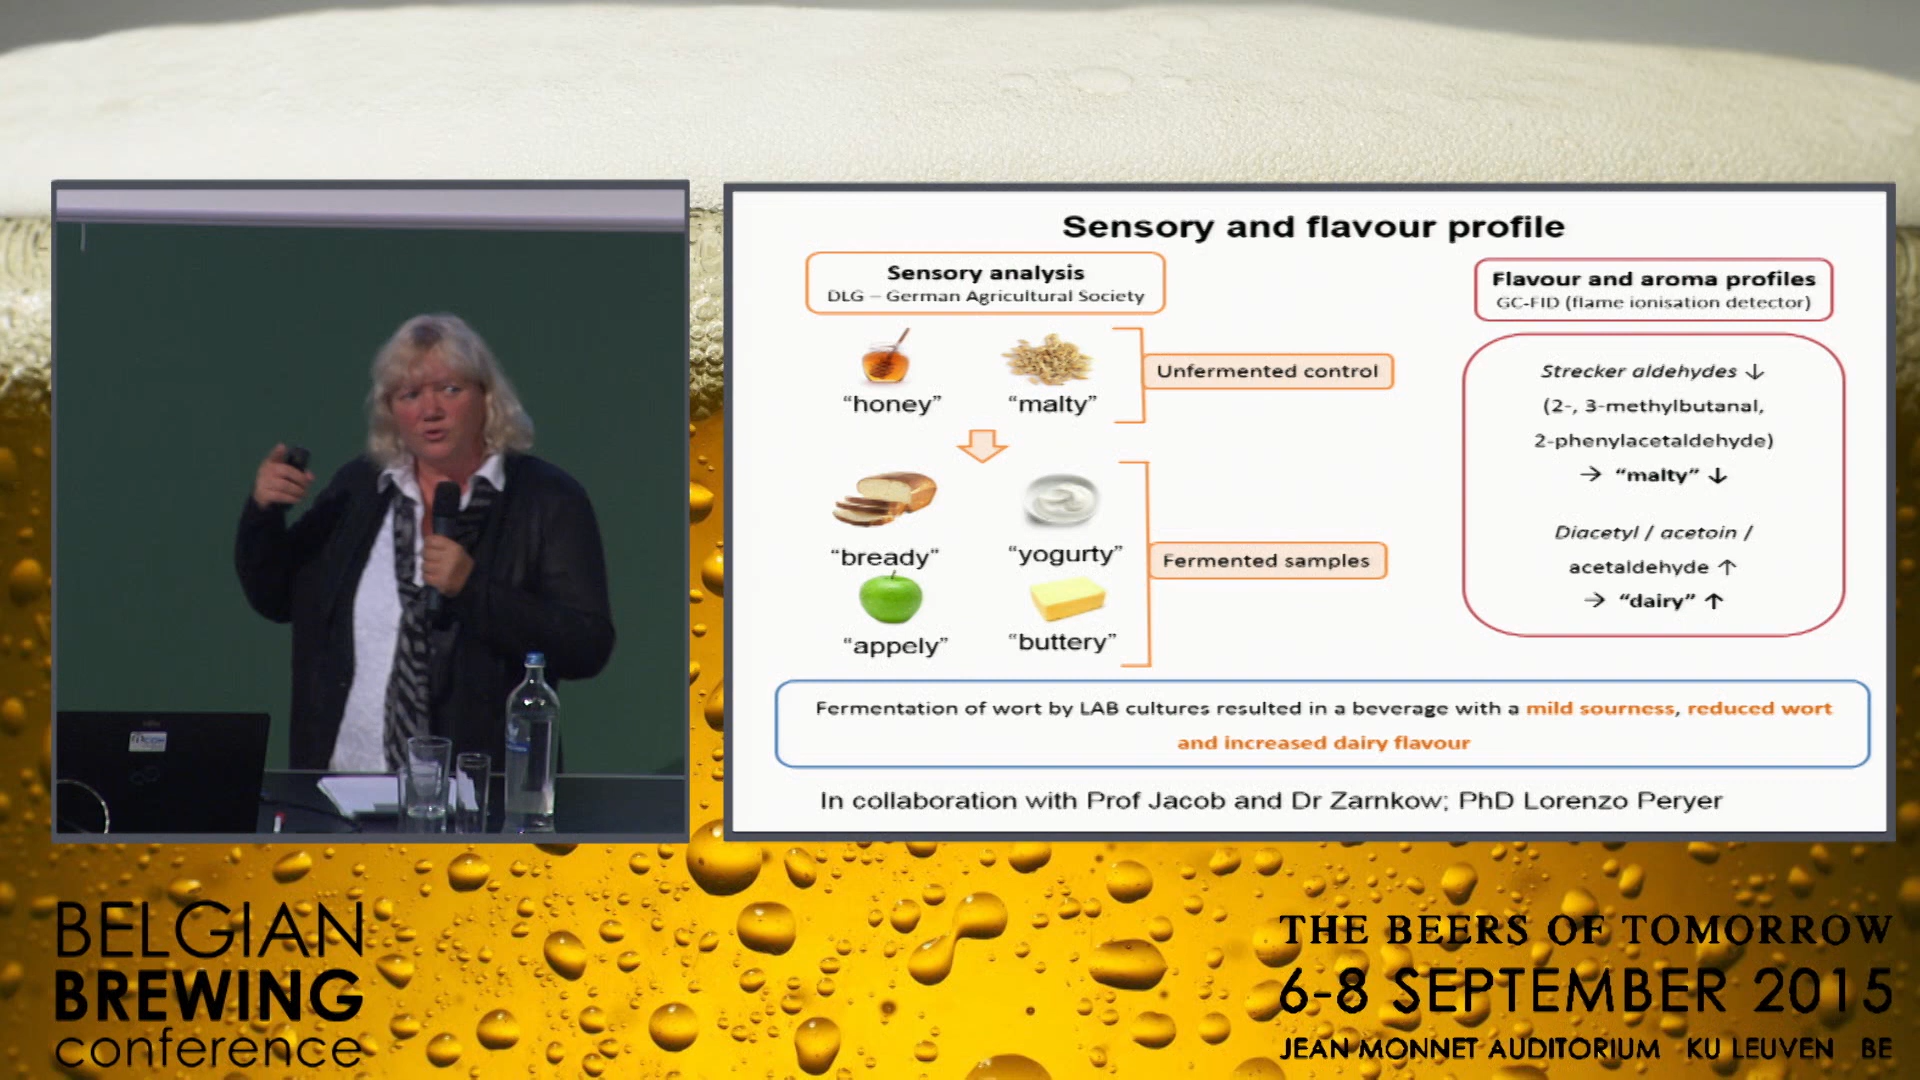 Sensory and flavour profile
Sensory analysis
DLG – German Agricultural Society
"honey"
"malty"
Unfermented control
"bready"
"yogurty"
"appely"
"buttery"
Fermented samples
Flavour and aroma profiles
GC-FID (flame ionisation detector)
Strecker aldehydes ↓
(2-, 3-methylbutanal,
2-phenylacetaldehyde)
→ "malty" ↓
Diacetyl / acetoin /
acetaldehyde ↑
→ "dairy" ↑
Fermentation of wort by LAB cultures resulted in a beverage with a mild sourness, reduced wort
and increased dairy flavour
In collaboration with Prof Jacob and Dr Zarnkow; PhD Lorenzo Peryer
BELGIAN
BREWING
conference
THE BEERS OF TOMORROW
6-8 SEPTEMBER 2015
JEAN MONNET AUDITORIUM KU LEUVEN BE